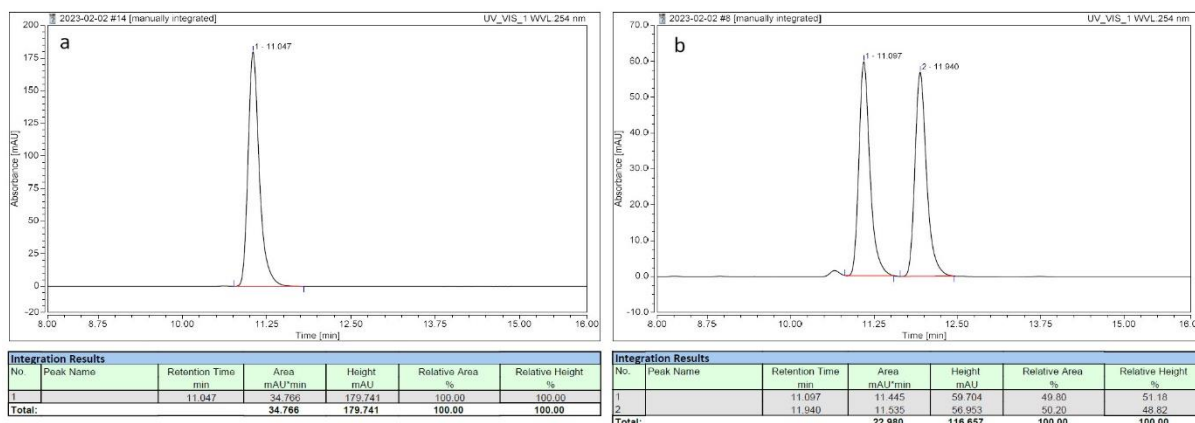 2023-02-02 #14 [manually integrated]
UV_VIS_1 WVL:254 nm
a
1 - 11.047
Absorbance [mAU]
200
175
150
125
100
75
50
25
0
-20
8.00 8.75 10.00 11.25 12.50 13.75 15.00 16.00
Time [min]
Integration Results
No. Peak Name Retention Time Area Height Relative Area Relative Height
min mAU*min mAU % %
1 11.047 34.766 179.741 100.00 100.00
Total: 34.766 179.741 100.00 100.00
2023-02-02 #8 [manually integrated]
UV_VIS_1 WVL:254 nm
b
1 - 11.097
2 - 11.940
Absorbance [mAU]
70.0
60.0
50.0
40.0
30.0
20.0
10.0
0.0
-10.0
8.00 8.75 10.00 11.25 12.50 13.75 15.00 16.00
Time [min]
Integration Results
No. Peak Name Retention Time Area Height Relative Area Relative Height
min mAU*min mAU % %
1 11.097 11.445 59.704 49.80 51.18
2 11.940 11.535 56.953 50.20 48.82
Total: 22.980 116.657 100.00 100.00